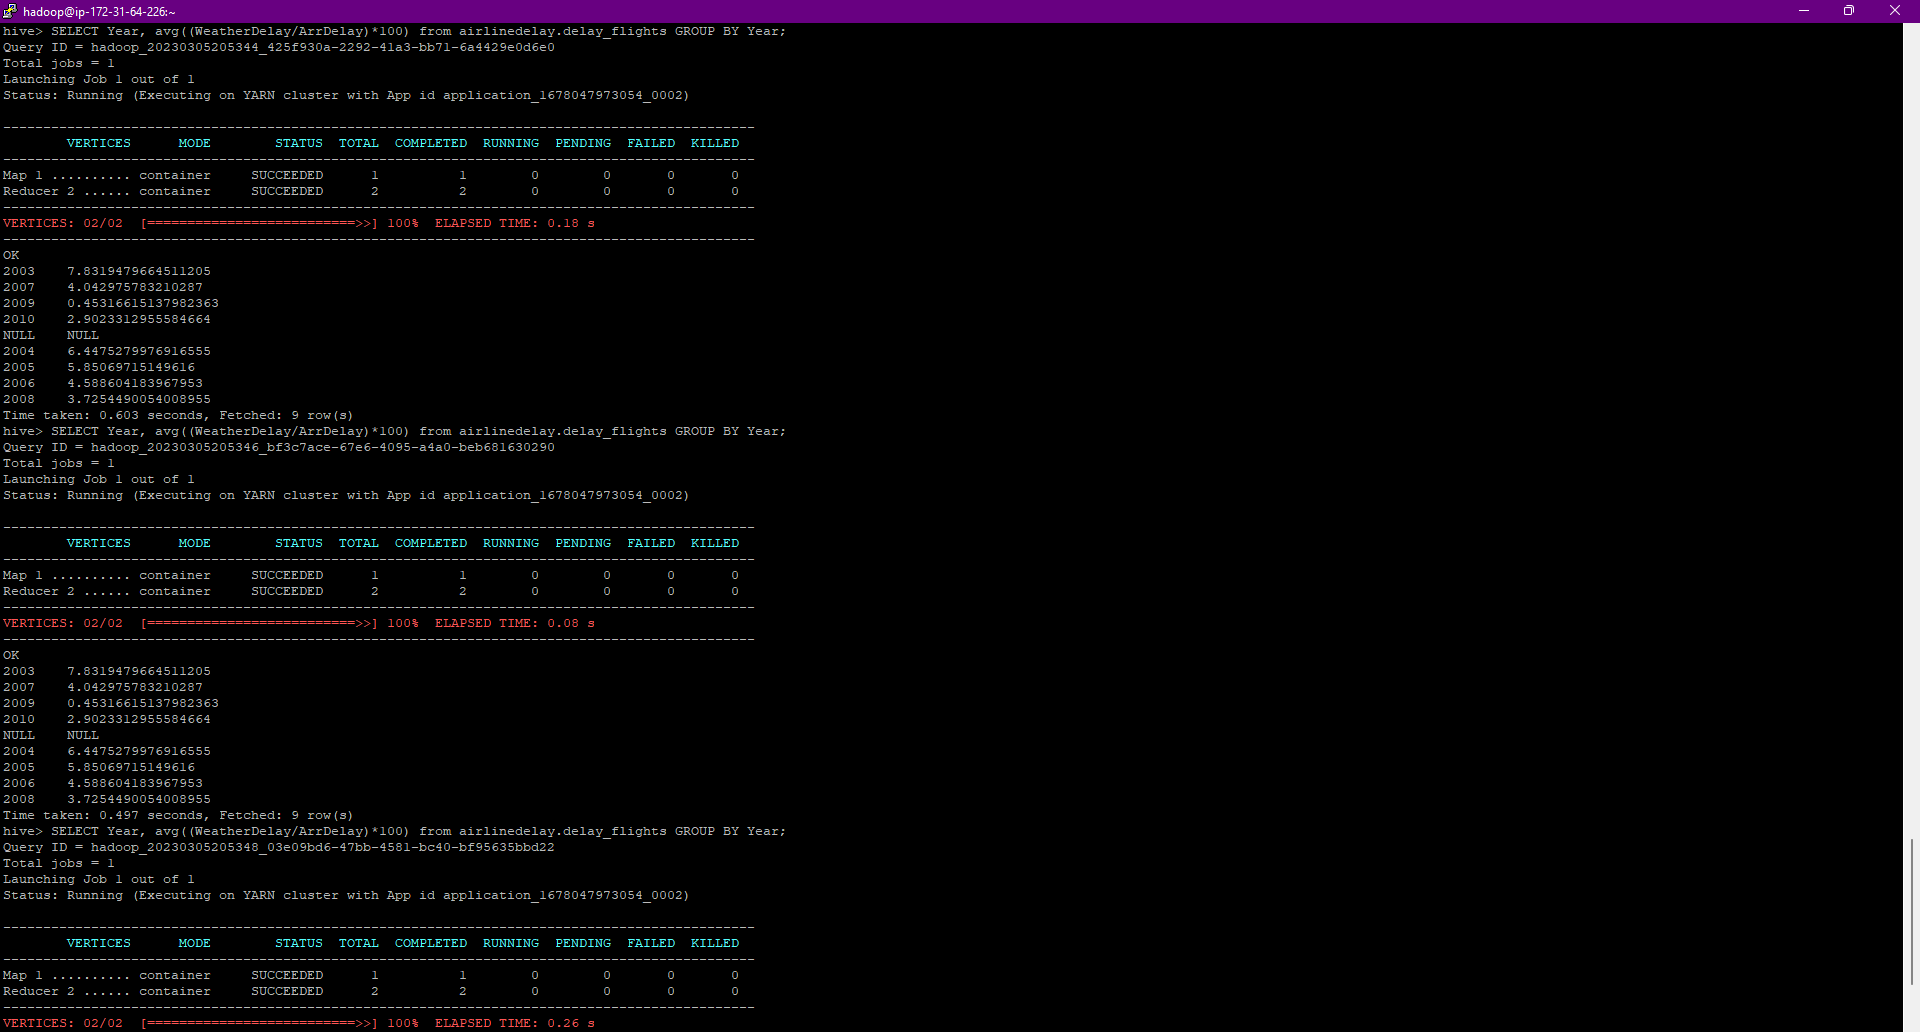 hadoop@ip-172-31-64-226:~
hive> SELECT Year, avg((WeatherDelay/ArrDelay)*100) from airlinedelay.delay_flights GROUP BY Year;
Query ID = hadoop_20230305205344_425f930a-2292-41a3-bb71-6a4429e0d6e0
Total jobs = 1
Launching Job 1 out of 1
Status: Running (Executing on YARN cluster with App id application_1678047973054_0002)
----------------------------------------------------------------------------------------------
        VERTICES      MODE        STATUS  TOTAL  COMPLETED  RUNNING  PENDING  FAILED  KILLED
----------------------------------------------------------------------------------------------
Map 1 .......... container     SUCCEEDED      1          1        0        0       0       0
Reducer 2 ...... container     SUCCEEDED      2          2        0        0       0       0
----------------------------------------------------------------------------------------------
VERTICES: 02/02  [==========================>>] 100%  ELAPSED TIME: 0.18 s
----------------------------------------------------------------------------------------------
OK
2003    7.8319479664511205
2007    4.042975783210287
2009    0.45316615137982363
2010    2.9023312955584664
NULL    NULL
2004    6.4475279976916555
2005    5.85069715149616
2006    4.588604183967953
2008    3.7254490054008955
Time taken: 0.603 seconds, Fetched: 9 row(s)
hive> SELECT Year, avg((WeatherDelay/ArrDelay)*100) from airlinedelay.delay_flights GROUP BY Year;
Query ID = hadoop_20230305205346_bf3c7ace-67e6-4095-a4a0-beb681630290
Total jobs = 1
Launching Job 1 out of 1
Status: Running (Executing on YARN cluster with App id application_1678047973054_0002)
----------------------------------------------------------------------------------------------
        VERTICES      MODE        STATUS  TOTAL  COMPLETED  RUNNING  PENDING  FAILED  KILLED
----------------------------------------------------------------------------------------------
Map 1 .......... container     SUCCEEDED      1          1        0        0       0       0
Reducer 2 ...... container     SUCCEEDED      2          2        0        0       0       0
----------------------------------------------------------------------------------------------
VERTICES: 02/02  [==========================>>] 100%  ELAPSED TIME: 0.08 s
----------------------------------------------------------------------------------------------
OK
2003    7.8319479664511205
2007    4.042975783210287
2009    0.45316615137982363
2010    2.9023312955584664
NULL    NULL
2004    6.4475279976916555
2005    5.85069715149616
2006    4.588604183967953
2008    3.7254490054008955
Time taken: 0.497 seconds, Fetched: 9 row(s)
hive> SELECT Year, avg((WeatherDelay/ArrDelay)*100) from airlinedelay.delay_flights GROUP BY Year;
Query ID = hadoop_20230305205348_03e09bd6-47bb-4581-bc40-bf95635bbd22
Total jobs = 1
Launching Job 1 out of 1
Status: Running (Executing on YARN cluster with App id application_1678047973054_0002)
----------------------------------------------------------------------------------------------
        VERTICES      MODE        STATUS  TOTAL  COMPLETED  RUNNING  PENDING  FAILED  KILLED
----------------------------------------------------------------------------------------------
Map 1 .......... container     SUCCEEDED      1          1        0        0       0       0
Reducer 2 ...... container     SUCCEEDED      2          2        0        0       0       0
----------------------------------------------------------------------------------------------
VERTICES: 02/02  [==========================>>] 100%  ELAPSED TIME: 0.26 s